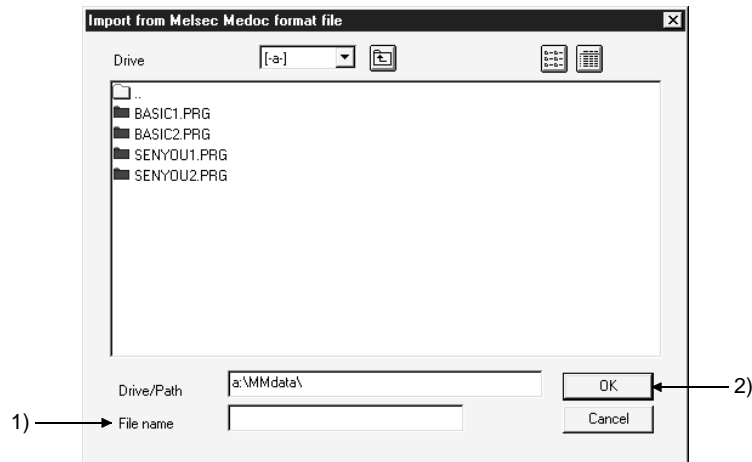 Import from Melsec Medoc format file
Drive [-a-]
..
BASIC1.PRG
BASIC2.PRG
SENYOU1.PRG
SENYOU2.PRG
Drive/Path a:\MMdata\ OK 2)
1) File name Cancel